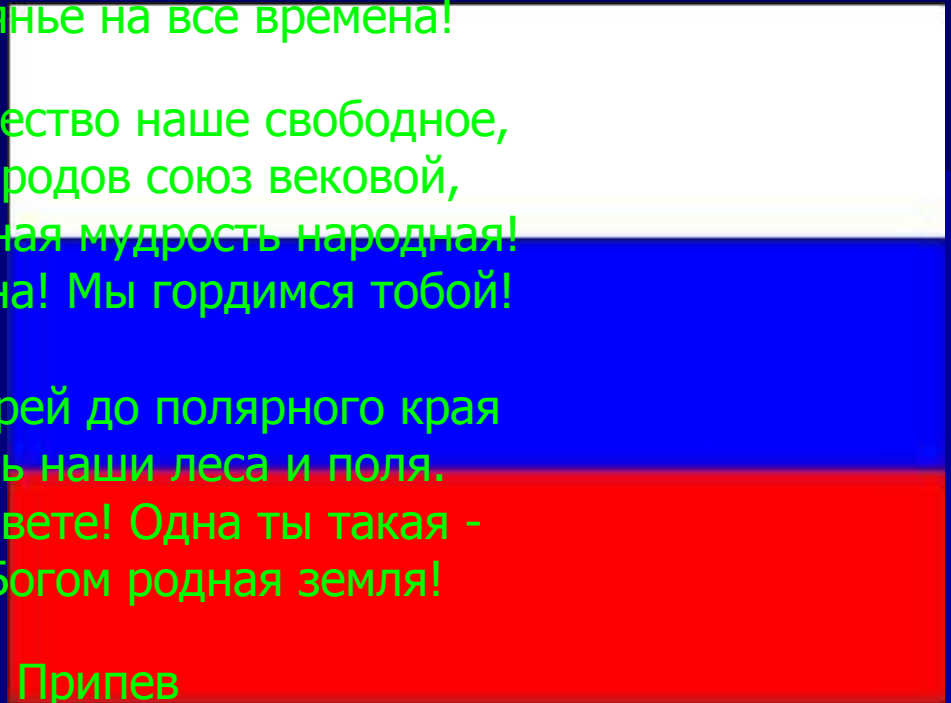 янье на все времена!
ество наше свободное,
родов союз вековой,
ная мудрость народная!
на! Мы гордимся тобой!
рей до полярного края
ь наши леса и поля.
вете! Одна ты такая -
Богом родная земля!
Припев